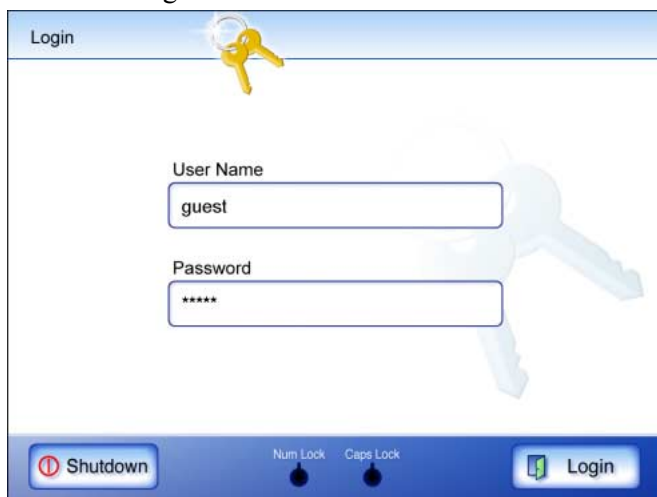 Login
User Name
guest
Password
*****
Shutdown
Num Lock Caps Lock
Login